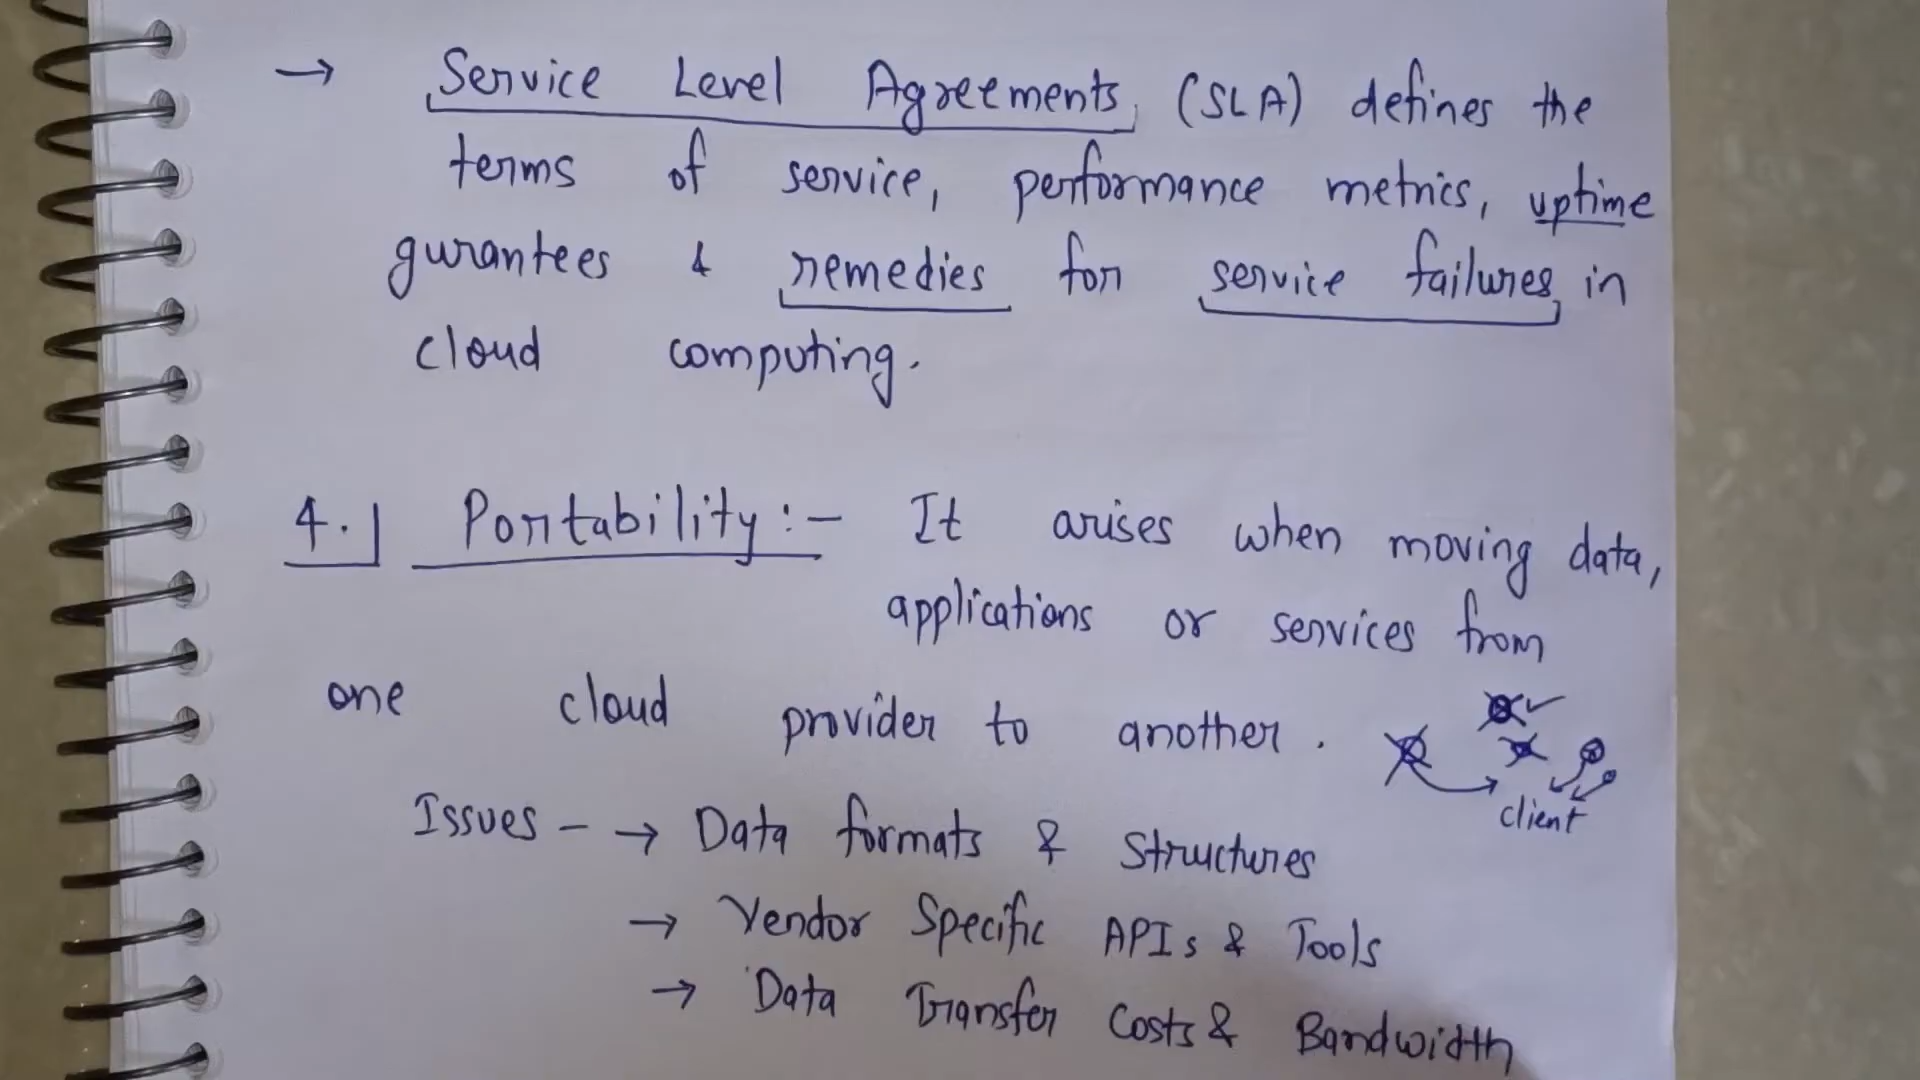 → Service Level Agreements (SLA) defines the
terms of service, performance metrics, uptime
gurantees & remedies for service failures in
cloud computing.
4.] Portability :- It arises when moving data,
applications or services from
one cloud provider to another.
client
Issues - → Data formats & Structures
→ Vendor Specific APIs & Tools
→ Data Transfer Costs & Bandwidth